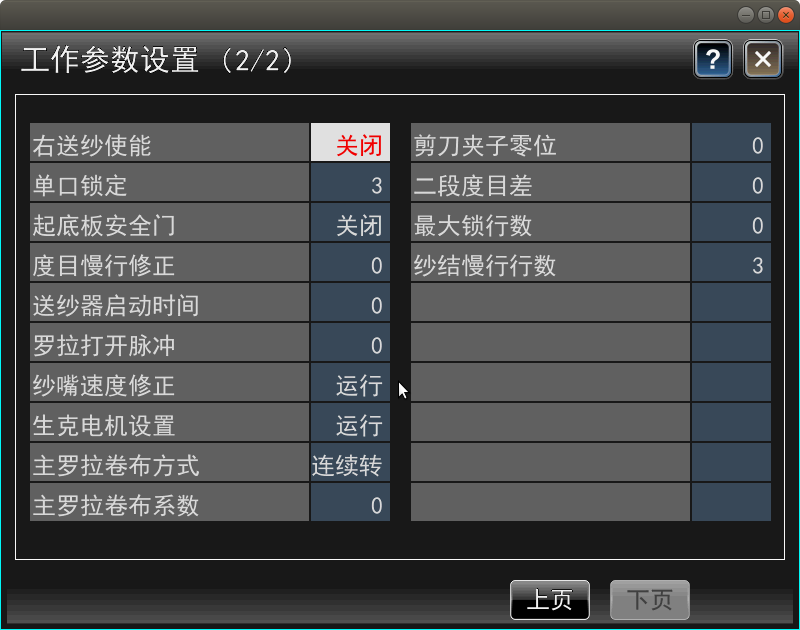 工作参数设置 (2/2)
?
右送纱使能 关闭
单口锁定 3
起底板安全门 关闭
度目慢行修正 0
送纱器启动时间 0
罗拉打开脉冲 0
纱嘴速度修正 运行
生克电机设置 运行
主罗拉卷布方式 连续转
主罗拉卷布系数 0
剪刀夹子零位 0
二段度目差 0
最大锁行数 0
纱结慢行行数 3
上页
下页